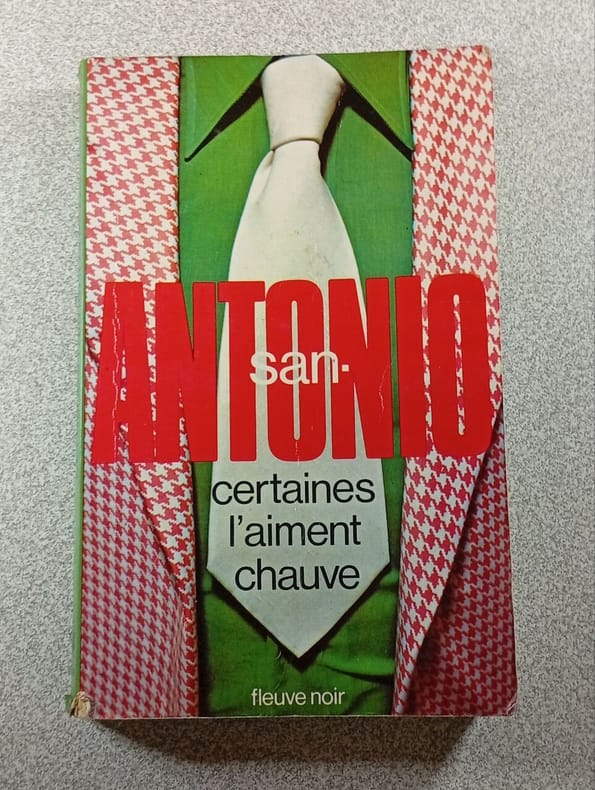 san-
ANTONIO
certaines
l'aiment
chauve
fleuve noir